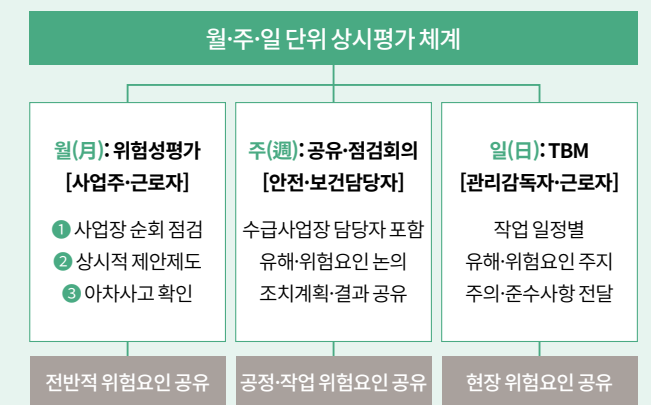 월·주·일 단위 상시평가 체계
월(月): 위험성평가
[사업주·근로자]
❶ 사업장 순회 점검
❷ 상시적 제안제도
❸ 아차사고 확인
전반적 위험요인 공유
주(週): 공유·점검회의
[안전·보건담당자]
수급사업장 담당자 포함
유해·위험요인 논의
조치계획·결과 공유
공정·작업 위험요인 공유
일(日): TBM
[관리감독자·근로자]
작업 일정별
유해·위험요인 주지
주의·준수사항 전달
현장 위험요인 공유